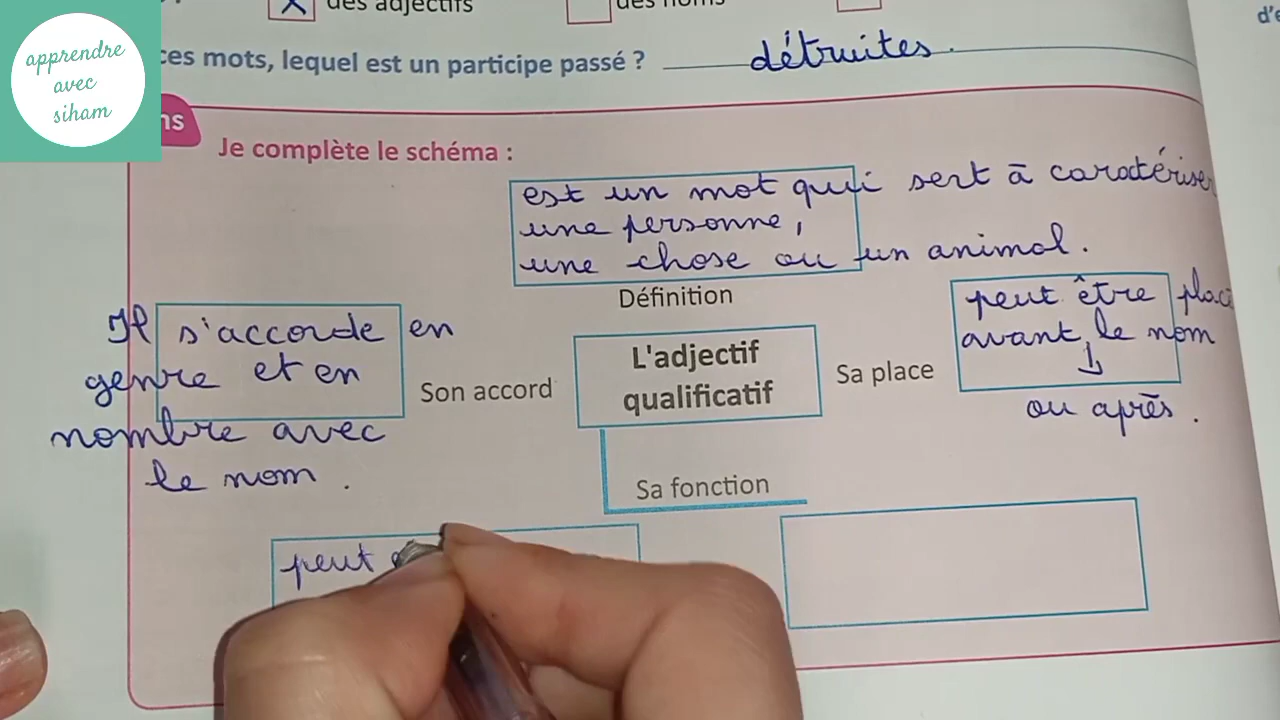 apprendre
avec
siham
des adjectifs
des noms
ces mots, lequel est un participe passé ? détruites.
Je complète le schéma :
est un mot qui sert à caractériser
une personne,
une chose ou un animal.
Définition
Il s'accorde en
genre et en
nombre avec
le nom.
Son accord
L'adjectif
qualificatif
Sa place
peut être placé
avant le nom
ou après.
Sa fonction
peut